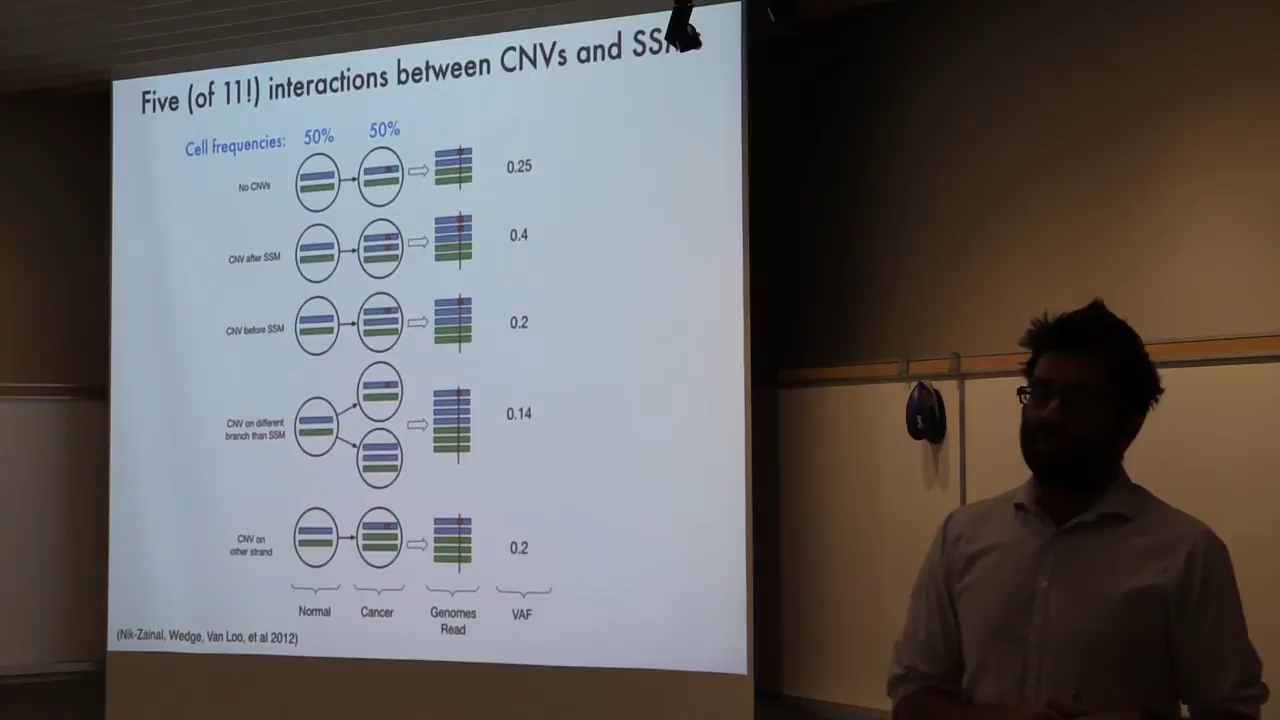 Five (of 11!) interactions between CNVs and
Cell frequencies: 50% 50%
No CNVs 0.25
CNV after SSM 0.4
CNV before SSM 0.2
CNV on different
branch than SSM 0.14
CNV on
other strand 0.2
Normal Cancer Genomes
Read VAF
(Nik-Zainal, Wedge, Van Loo, et al 2012)